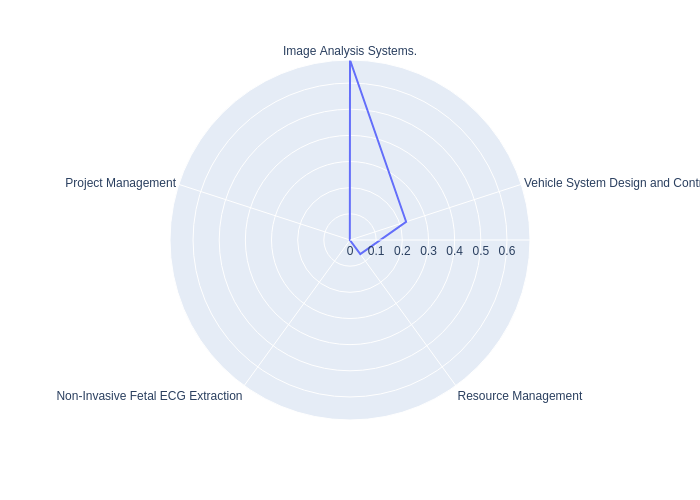 Image Analysis Systems.
Project Management
Vehicle System Design and Contr
0 0.1 0.2 0.3 0.4 0.5 0.6
Non-Invasive Fetal ECG Extraction
Resource Management